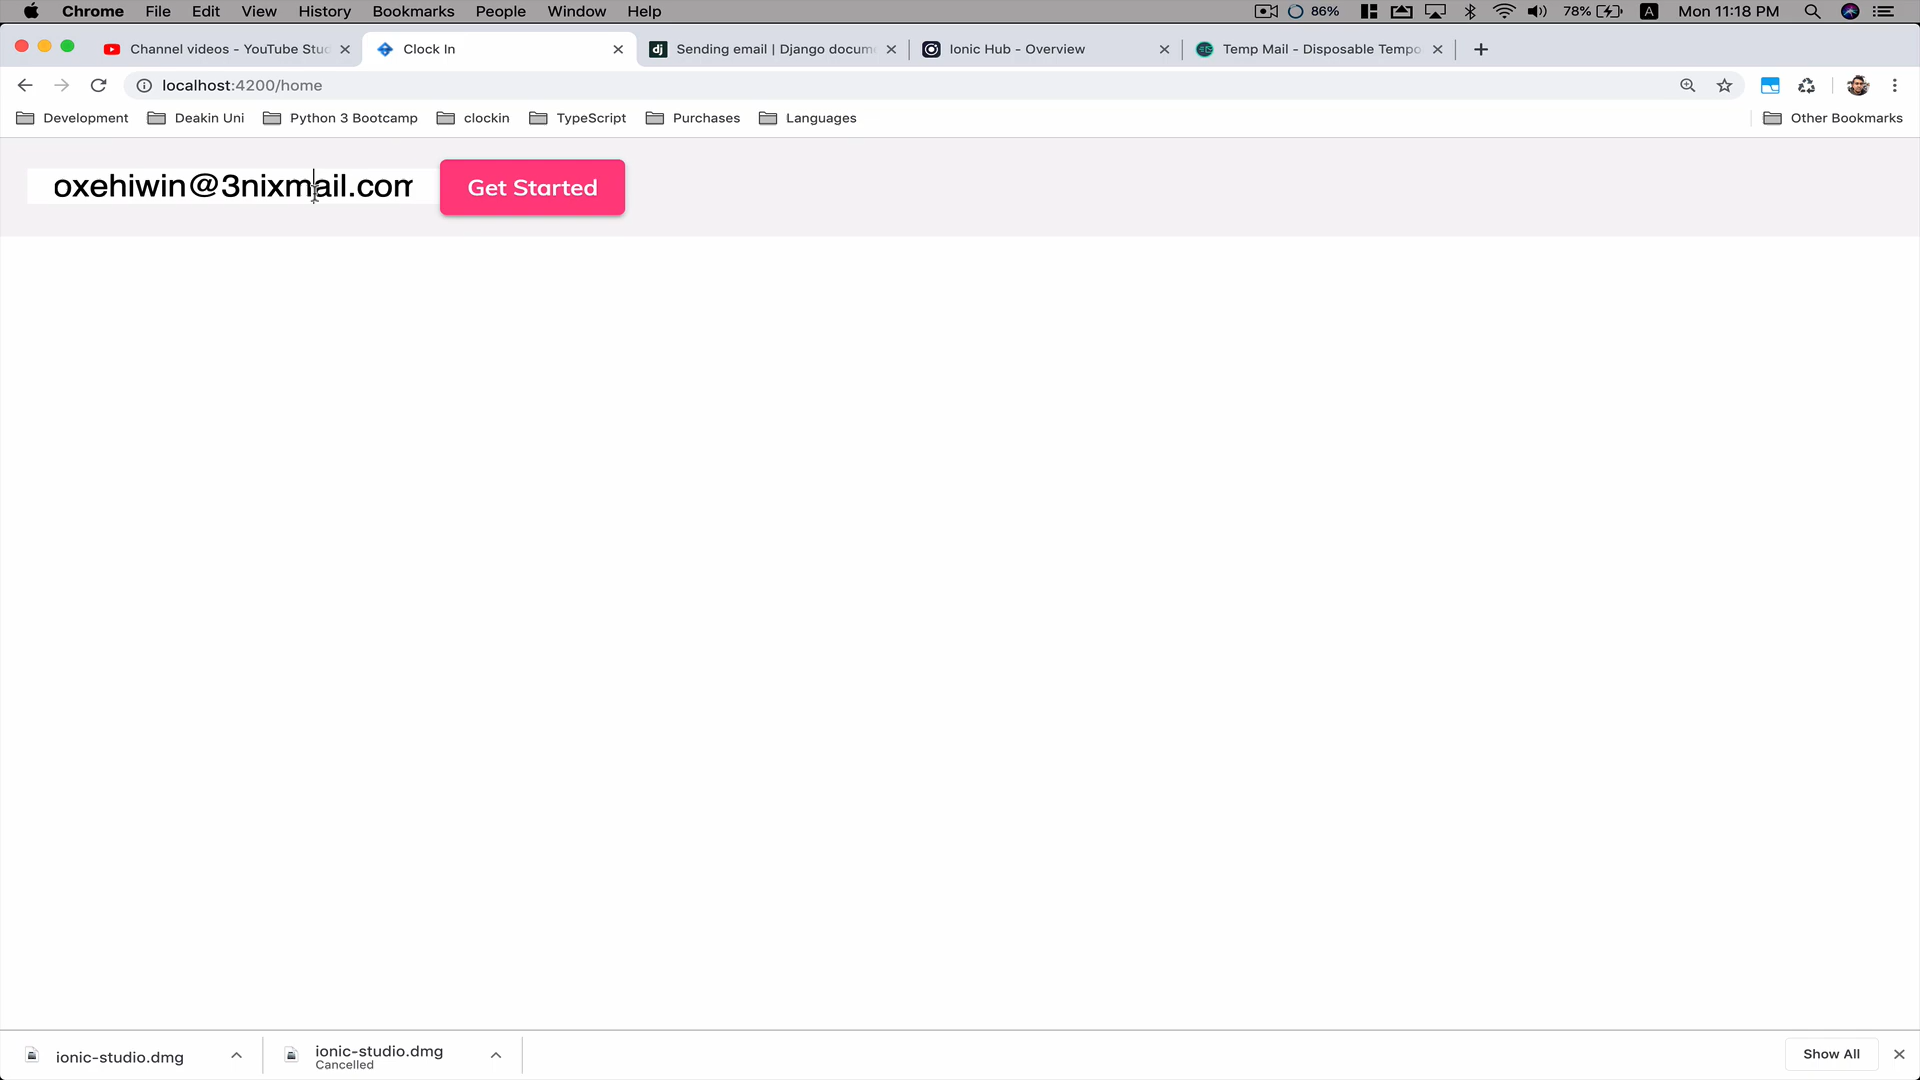 Chrome File Edit View History Bookmarks People Window Help 86% 78% A Mon 11:18 PM
Channel videos - YouTube Stu Clock In dj Sending email | Django docum Ionic Hub - Overview Temp Mail - Disposable Tempo
localhost:4200/home
Development Deakin Uni Python 3 Bootcamp clockin TypeScript Purchases Languages Other Bookmarks
oxehiwin@3nixmail.com Get Started
ionic-studio.dmg ionic-studio.dmg Show All
Cancelled